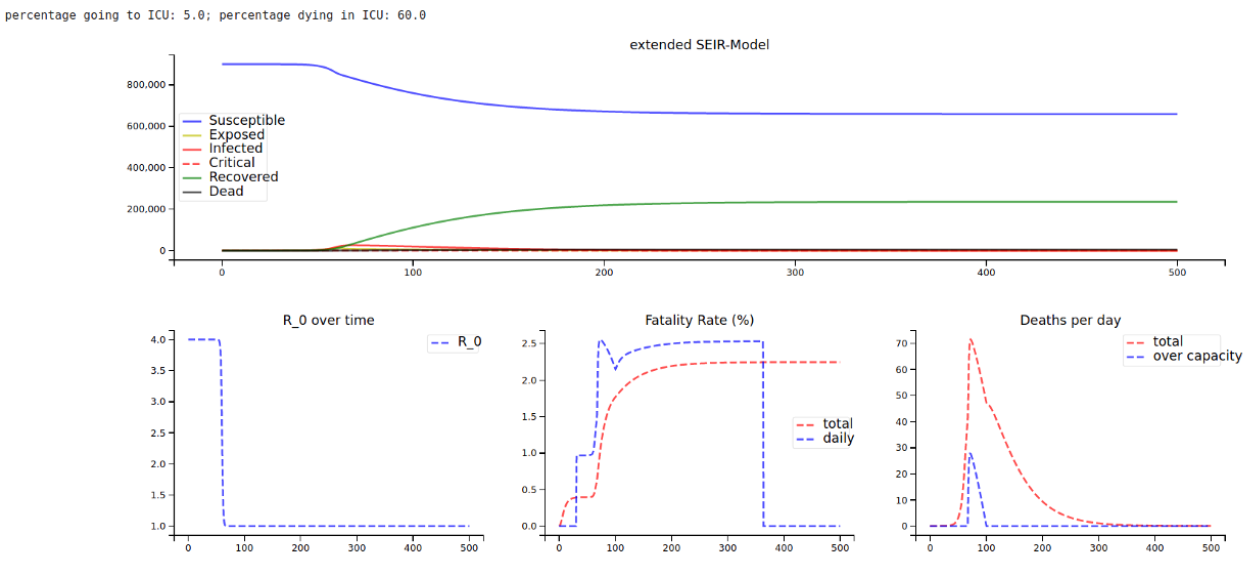 percentage going to ICU: 5.0; percentage dying in ICU: 60.0
extended SEIR-Model
800,000
600,000
400,000
200,000
0
Susceptible
Exposed
Infected
Critical
Recovered
Dead
0 100 200 300 400 500
R_0 over time
4.0
3.5
3.0
2.5
2.0
1.5
1.0
R_0
0 100 200 300 400 500
Fatality Rate (%)
2.5
2.0
1.5
1.0
0.5
0.0
total
daily
0 100 200 300 400 500
Deaths per day
70
60
50
40
30
20
10
0
total
over capacity
0 100 200 300 400 500